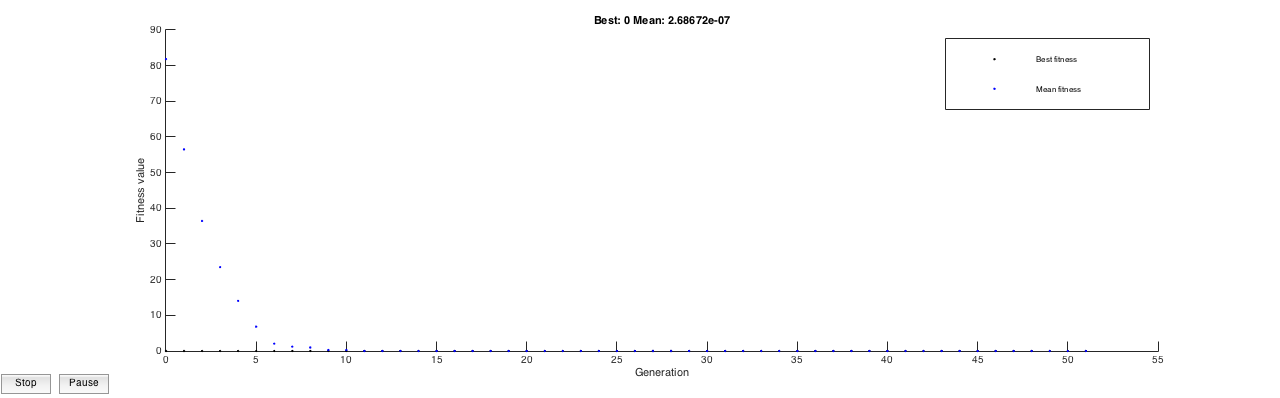 Best: 0 Mean: 2.68672e-07
90
80
70
60
50
40
30
20
10
0
Fitness value
Best fitness
Mean fitness
0 5 10 15 20 25 30 35 40 45 50 55
Generation
Stop Pause